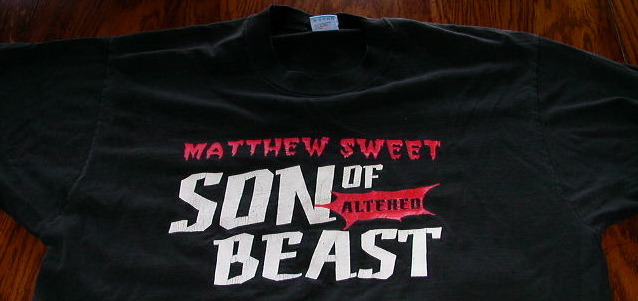 MATTHEW SWEET
SON OF
ALTERED
BEAST